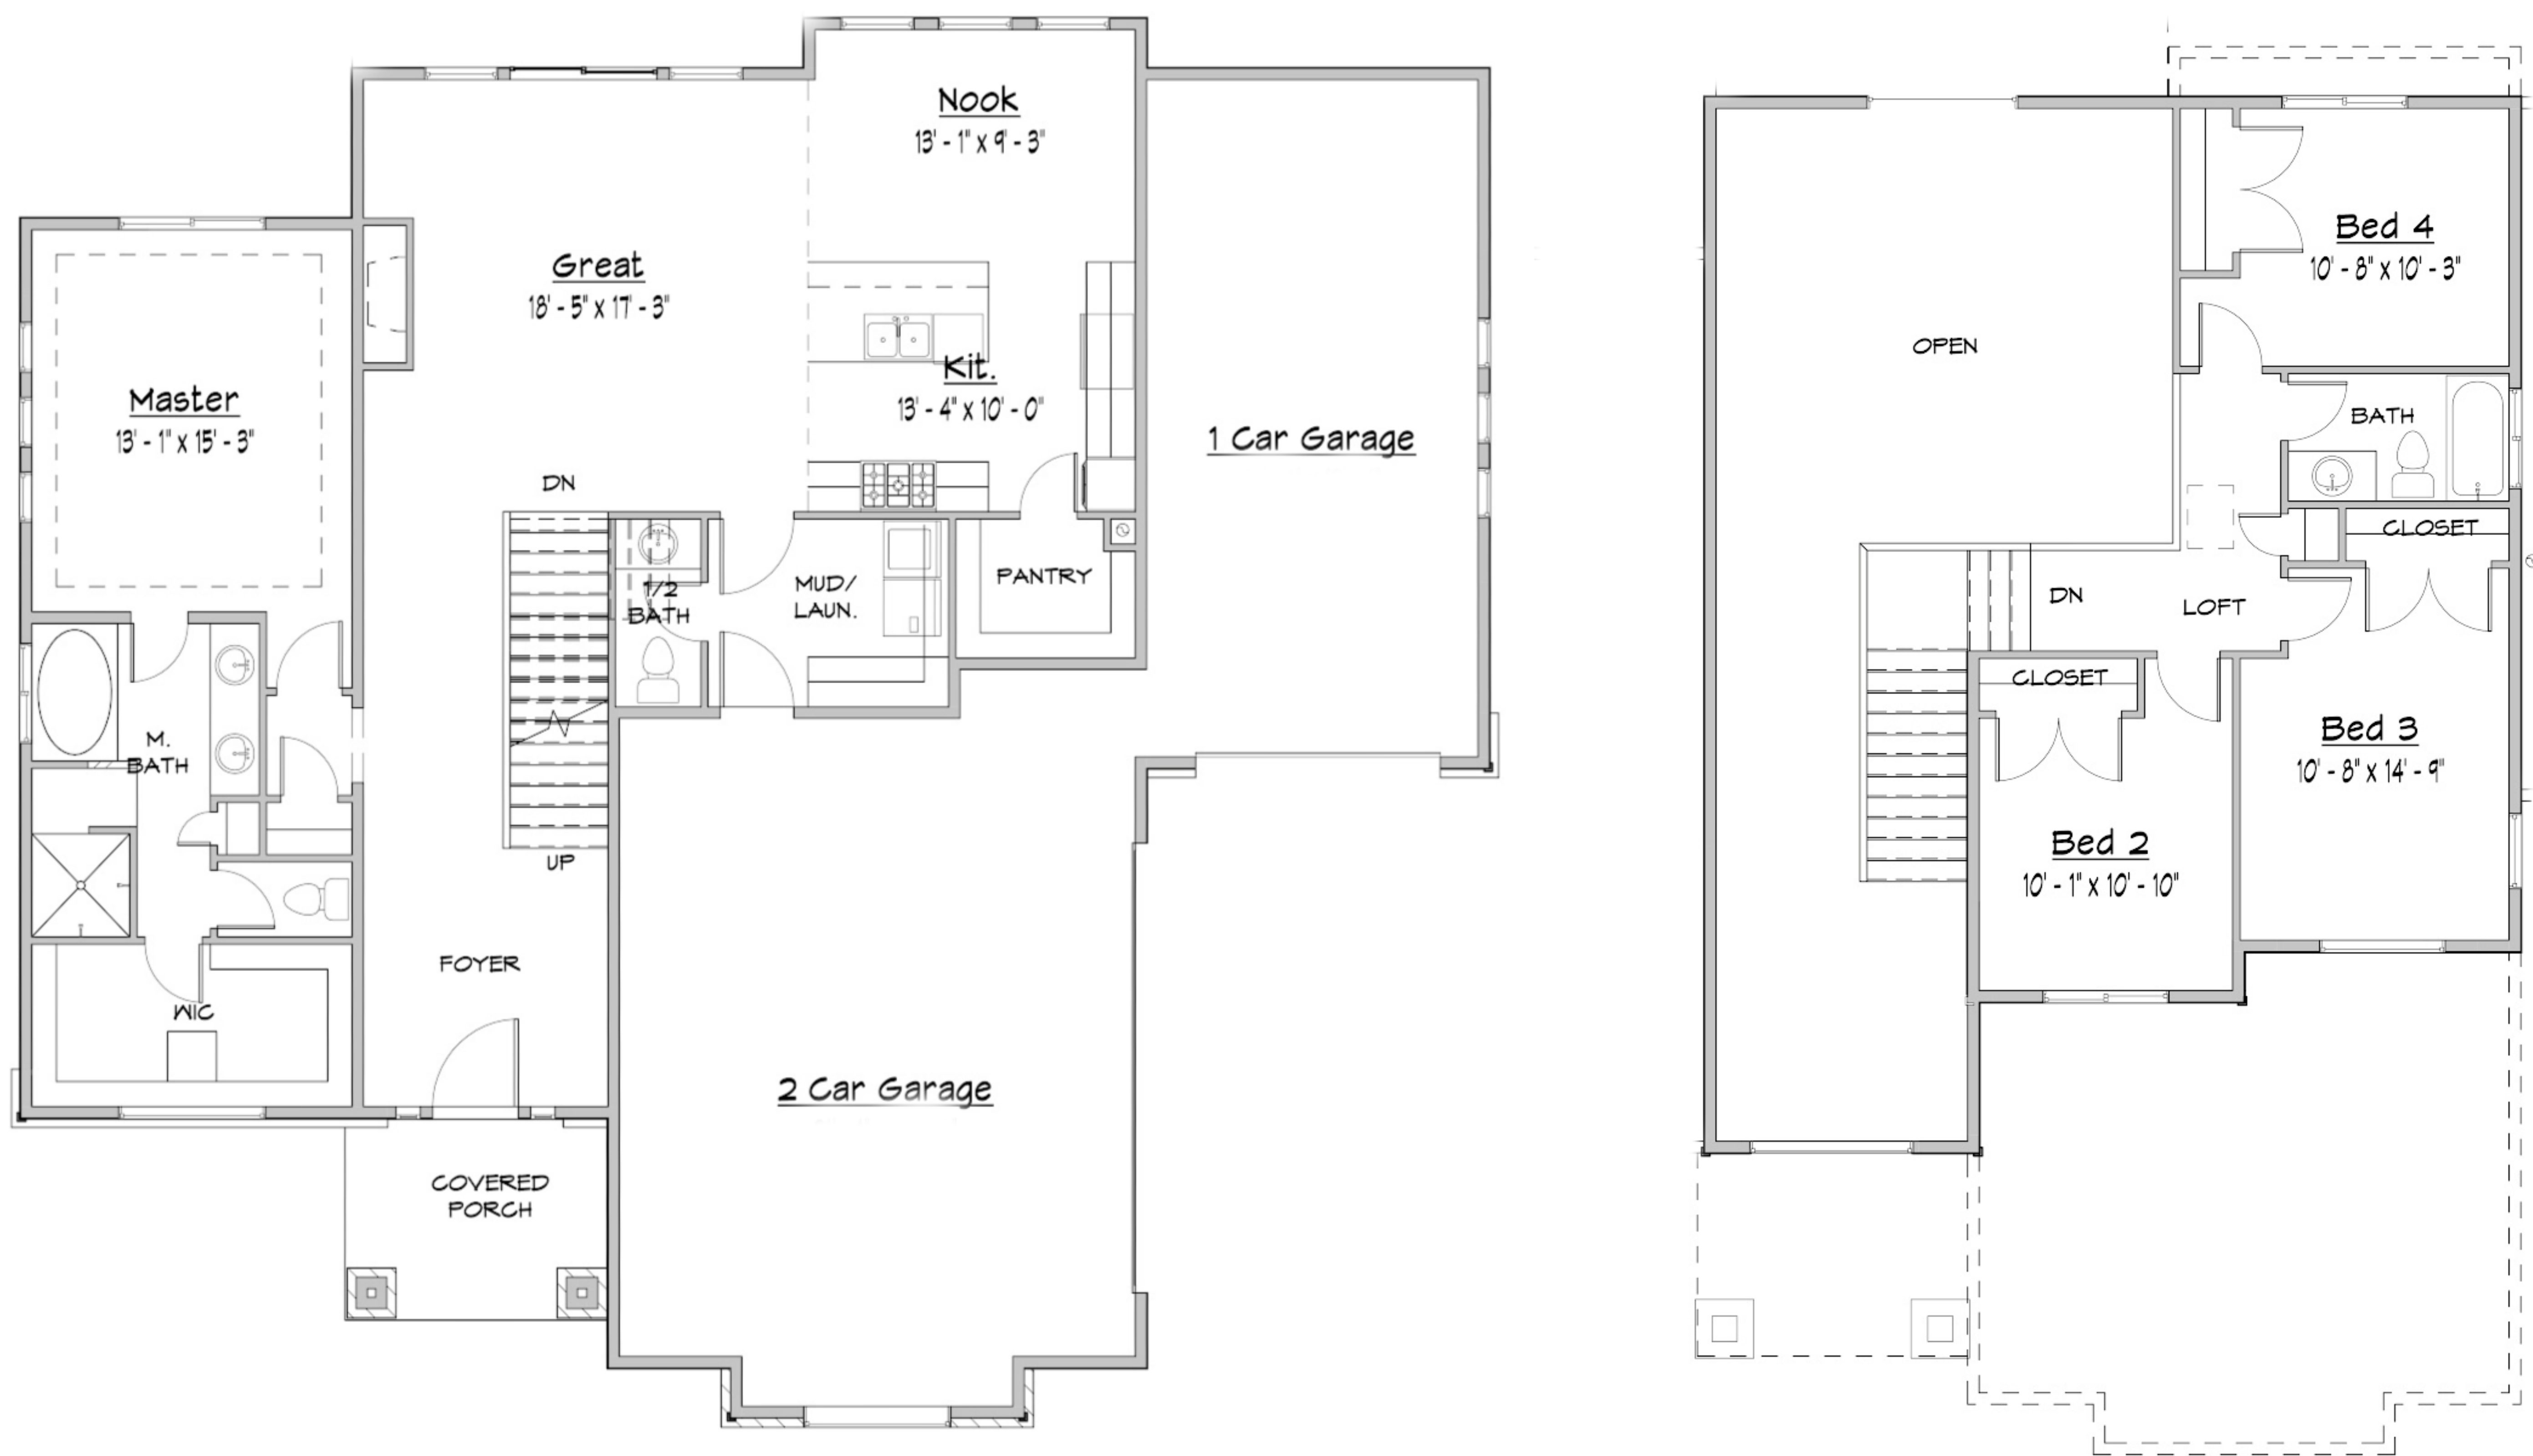 Nook
13' - 1" x 9' - 3"
Great
18' - 5" x 17' - 3"
Kit.
13' - 4" x 10' - 0"
Master
13' - 1" x 15' - 3"
1 Car Garage
DN
1/2
BATH
MUD/
LAUN.
PANTRY
M.
BATH
UP
FOYER
WIC
2 Car Garage
COVERED
PORCH
Bed 4
10' - 8" x 10' - 3"
OPEN
BATH
CLOSET
DN
LOFT
CLOSET
Bed 3
10' - 8" x 14' - 9"
Bed 2
10' - 1" x 10' - 10"